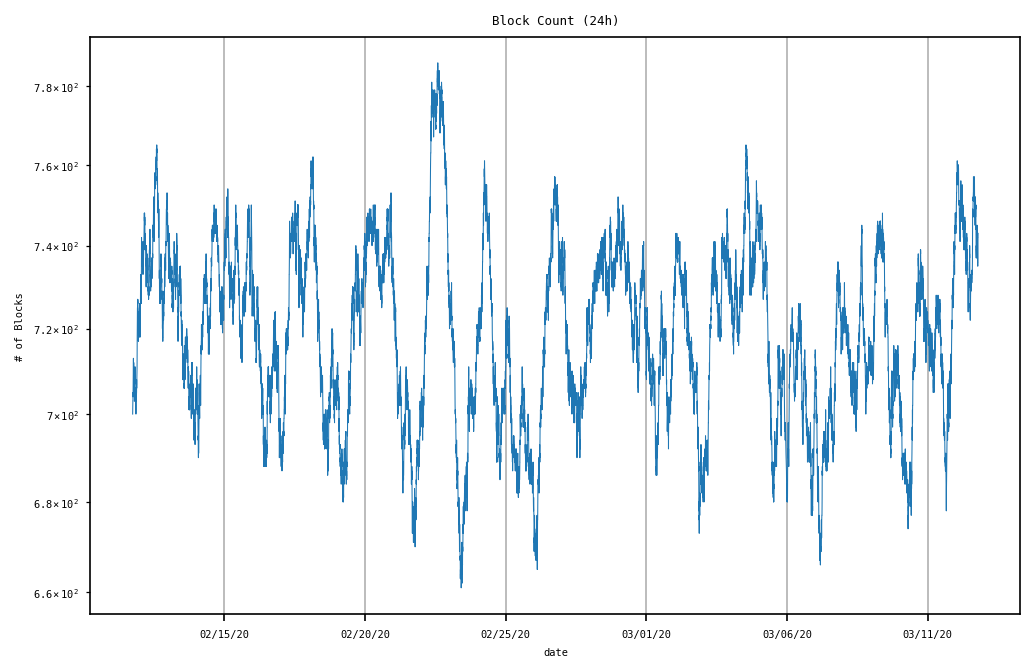 Block Count (24h)
# of Blocks
7.8×10²
7.6×10²
7.4×10²
7.2×10²
7×10²
6.8×10²
6.6×10²
02/15/20 02/20/20 02/25/20 03/01/20 03/06/20 03/11/20
date